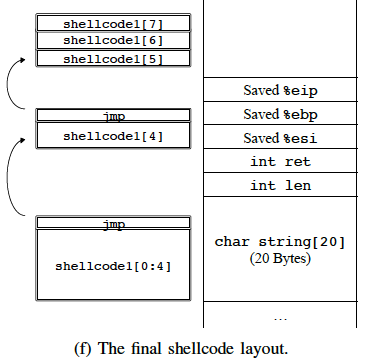 shellcode1[7]
shellcode1[6]
shellcode1[5]
jmp
shellcode1[4]
jmp
shellcode1[0:4]
Saved %eip
Saved %ebp
Saved %esi
int ret
int len
char string[20]
(20 Bytes)
...
(f) The final shellcode layout.